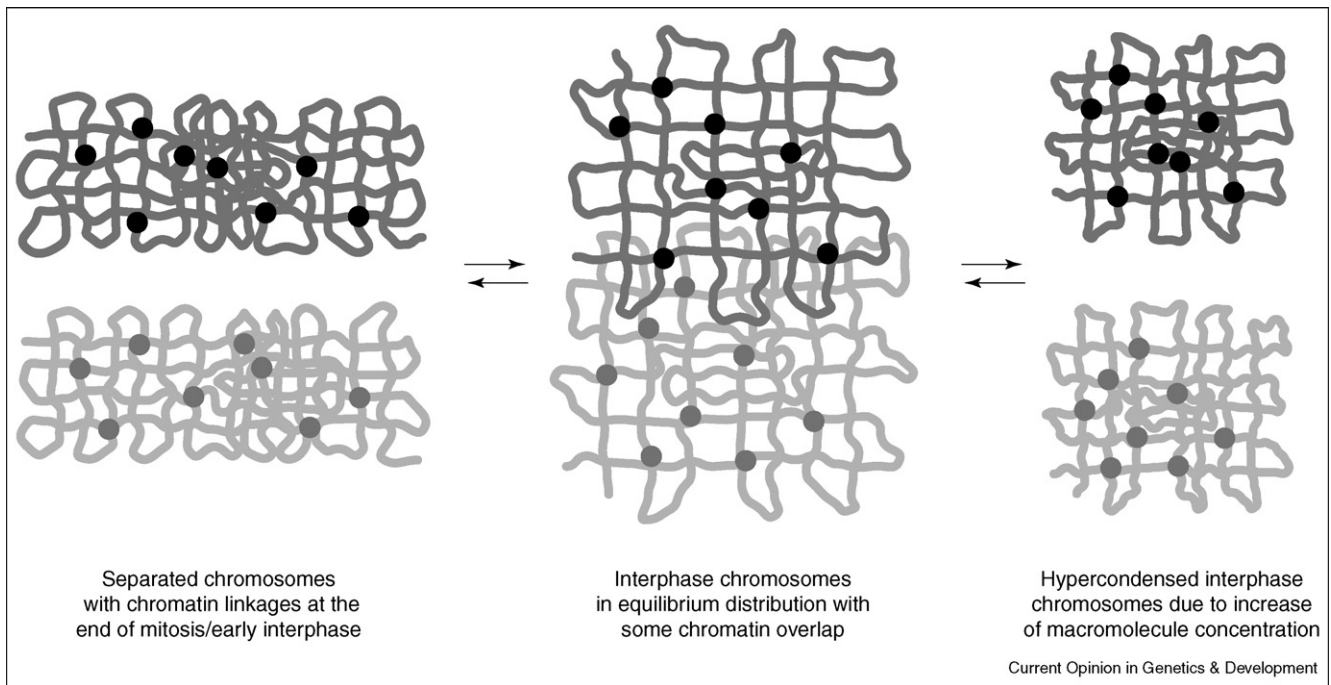 Separated chromosomes
with chromatin linkages at the
end of mitosis/early interphase
Interphase chromosomes
in equilibrium distribution with
some chromatin overlap
Hypercondensed interphase
chromosomes due to increase
of macromolecule concentration
Current Opinion in Genetics & Development